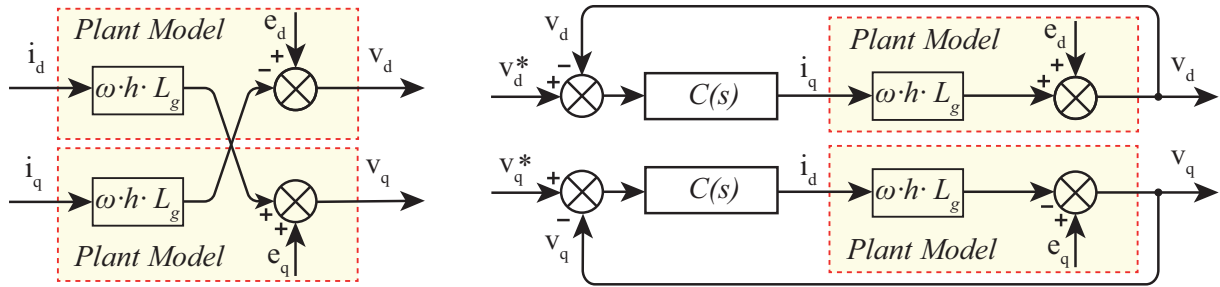 Plant Model
e_d
+
−
i_d
ω·h· L_g
v_d
i_q
ω·h· L_g
v_q
+
+
Plant Model
e_q
v_d
−
v_d*
+
C(s)
i_q
Plant Model
e_d
+
+
ω·h· L_g
v_d
v_q*
+
−
C(s)
i_d
ω·h· L_g
−
+
v_q
v_q
Plant Model
e_q